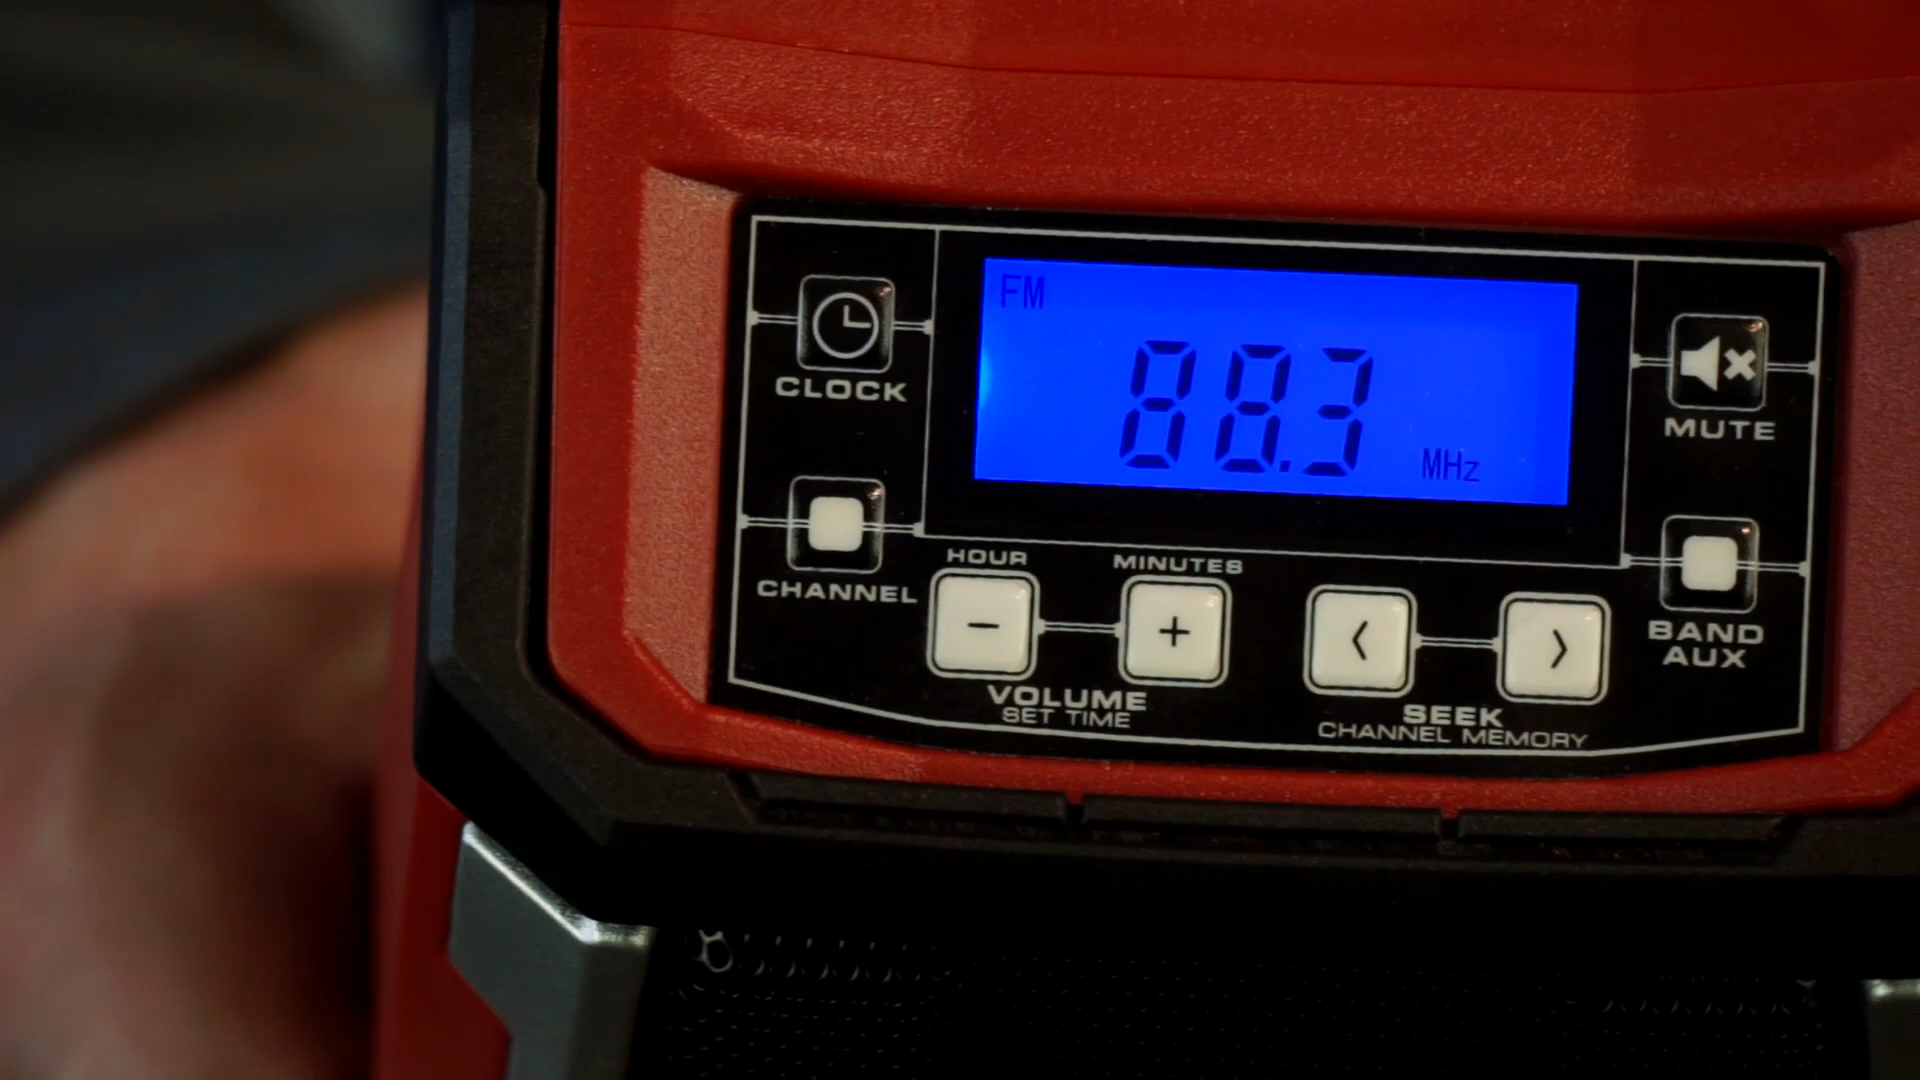 FM
88.3 MHz
CLOCK
MUTE
CHANNEL
HOUR MINUTES
- + < >
BAND
AUX
VOLUME
SET TIME
SEEK
CHANNEL MEMORY